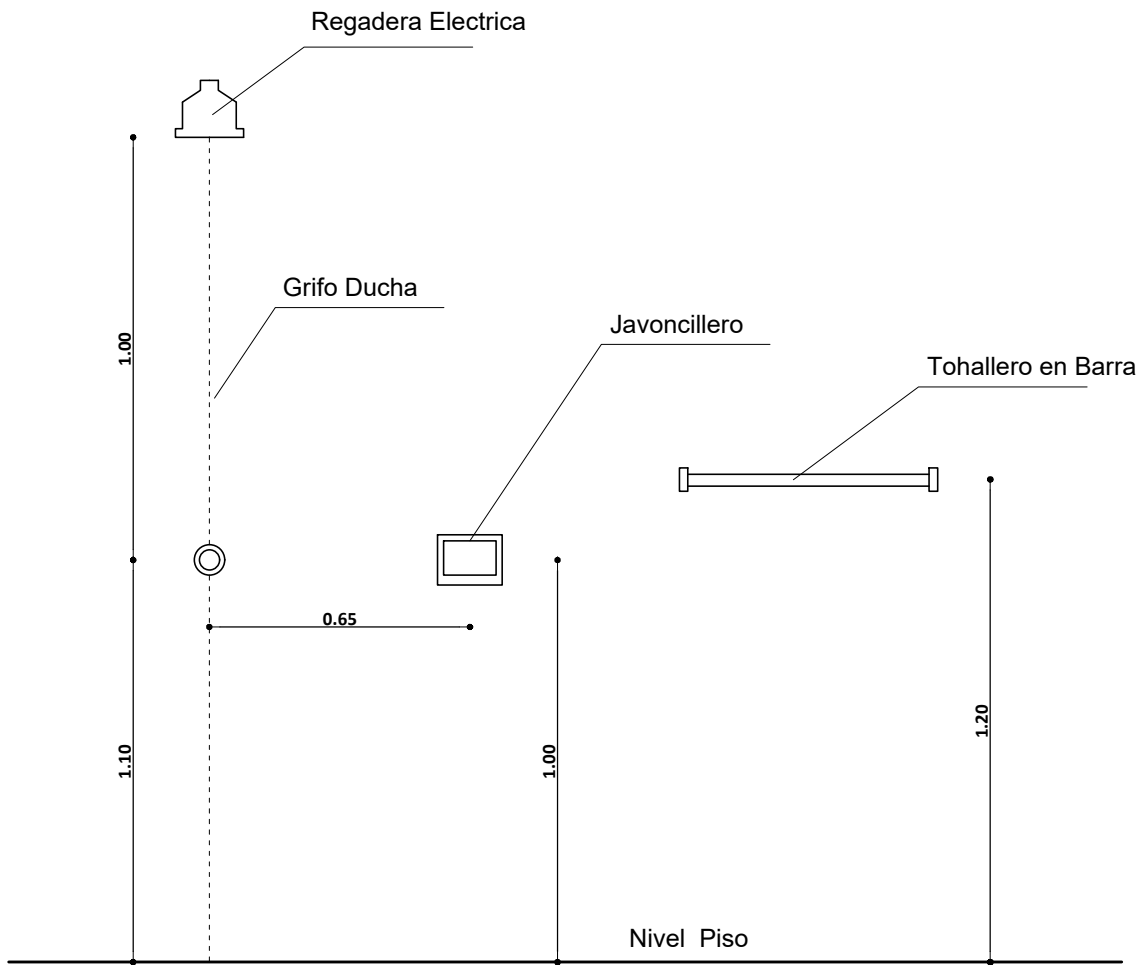 Regadera Electrica
Grifo Ducha
Javoncillero
1.00
Tohallero en Barra
0.65
1.20
1.10
1.00
Nivel Piso